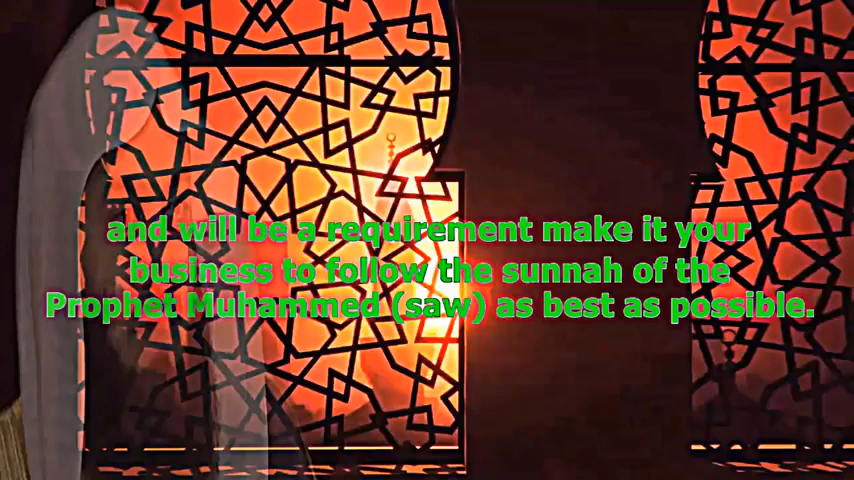 and will be a requirement make it your
business to follow the sunnah of the
Prophet Muhammed (saw) as best as possible.